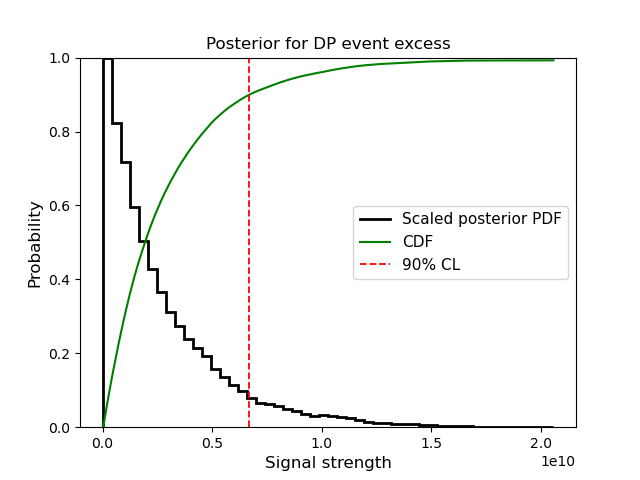 Posterior for DP event excess
Probability
1.0
0.8
0.6
0.4
0.2
0.0
Scaled posterior PDF
CDF
90% CL
0.0
0.5
1.0
1.5
2.0
1e10
Signal strength